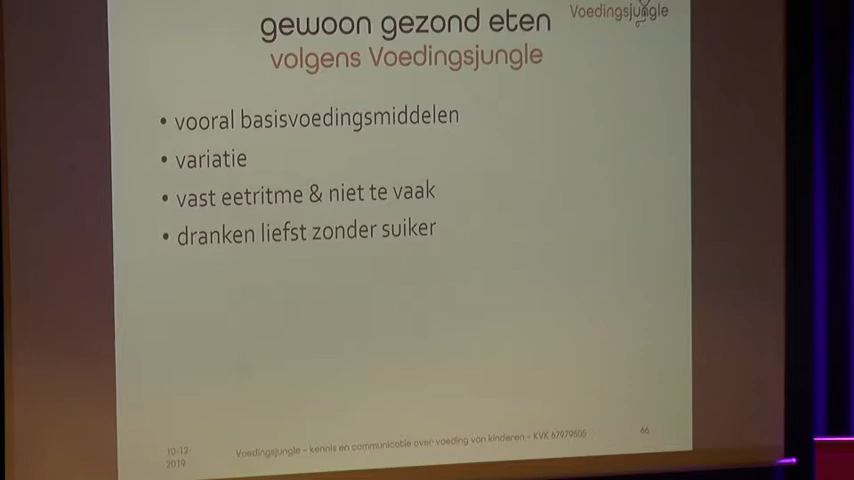 gewoon gezond eten
Voedingsjungle
volgens Voedingsjungle
• vooral basisvoedingsmiddelen
• variatie
• vast eetritme & niet te vaak
• dranken liefst zonder suiker
10-12-
2019
Voedingsjungle – kennis en communicatie over voeding van kinderen – KVK 67979505
66